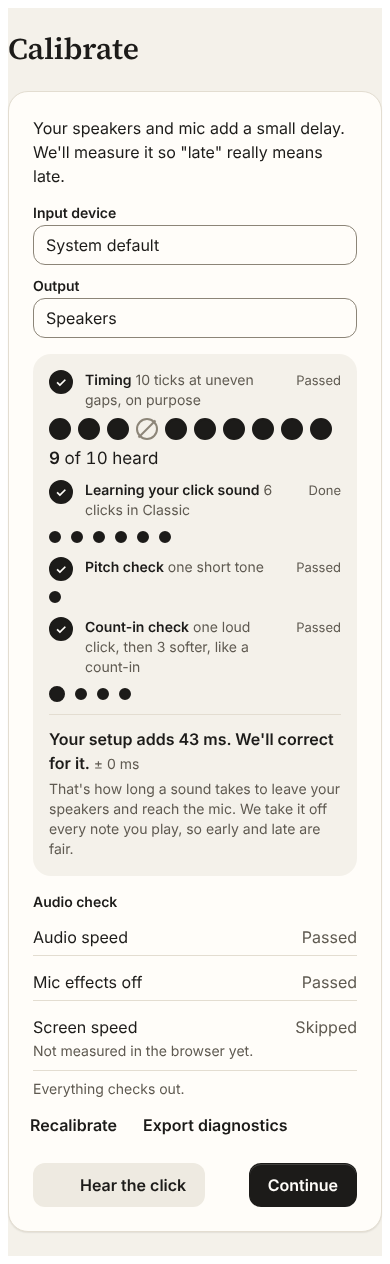 Calibrate
Your speakers and mic add a small delay.
We'll measure it so "late" really means
late.
Input device
System default
Output
Speakers
Timing 10 ticks at uneven Passed
gaps, on purpose
9 of 10 heard
Learning your click sound 6 Done
clicks in Classic
Pitch check one short tone Passed
Count-in check one loud Passed
click, then 3 softer, like a
count-in
Your setup adds 43 ms. We'll correct
for it. ± 0 ms
That's how long a sound takes to leave your
speakers and reach the mic. We take it off
every note you play, so early and late are
fair.
Audio check
Audio speed Passed
Mic effects off Passed
Screen speed Skipped
Not measured in the browser yet.
Everything checks out.
Recalibrate Export diagnostics
Hear the click Continue